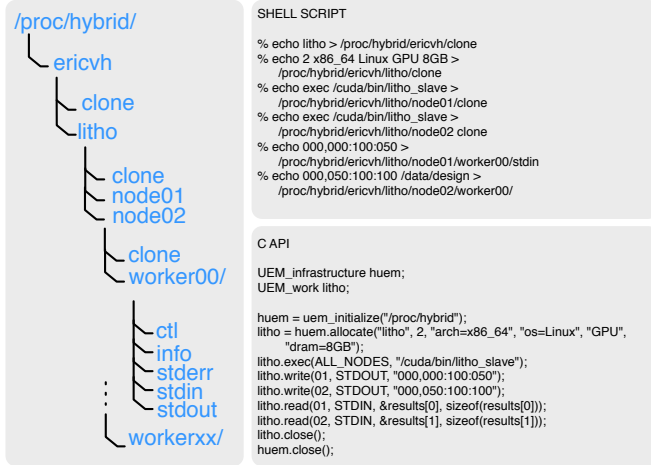 /proc/hybrid/
ericvh
clone
litho
clone
node01
node02
clone
worker00/
ctl
info
stderr
stdin
stdout
workerxx/
SHELL SCRIPT
% echo litho > /proc/hybrid/ericvh/clone
% echo 2 x86_64 Linux GPU 8GB >
/proc/hybrid/ericvh/litho/clone
% echo exec /cuda/bin/litho_slave >
/proc/hybrid/ericvh/litho/node01/clone
% echo exec /cuda/bin/litho_slave >
/proc/hybrid/ericvh/litho/node02 clone
% echo 000,000:100:050 >
/proc/hybrid/ericvh/litho/node01/worker00/stdin
% echo 000,050:100:100 /data/design >
/proc/hybrid/ericvh/litho/node02/worker00/
C API
UEM_infrastructure huem;
UEM_work litho;
huem = uem_initialize("/proc/hybrid");
litho = huem.allocate("litho", 2, "arch=x86_64", "os=Linux", "GPU",
"dram=8GB");
litho.exec(ALL_NODES, "/cuda/bin/litho_slave");
litho.write(01, STDOUT, "000,000:100:050");
litho.write(02, STDOUT, "000,050:100:100");
litho.read(01, STDIN, &results[0], sizeof(results[0]));
litho.read(02, STDIN, &results[1], sizeof(results[1]));
litho.close();
huem.close();